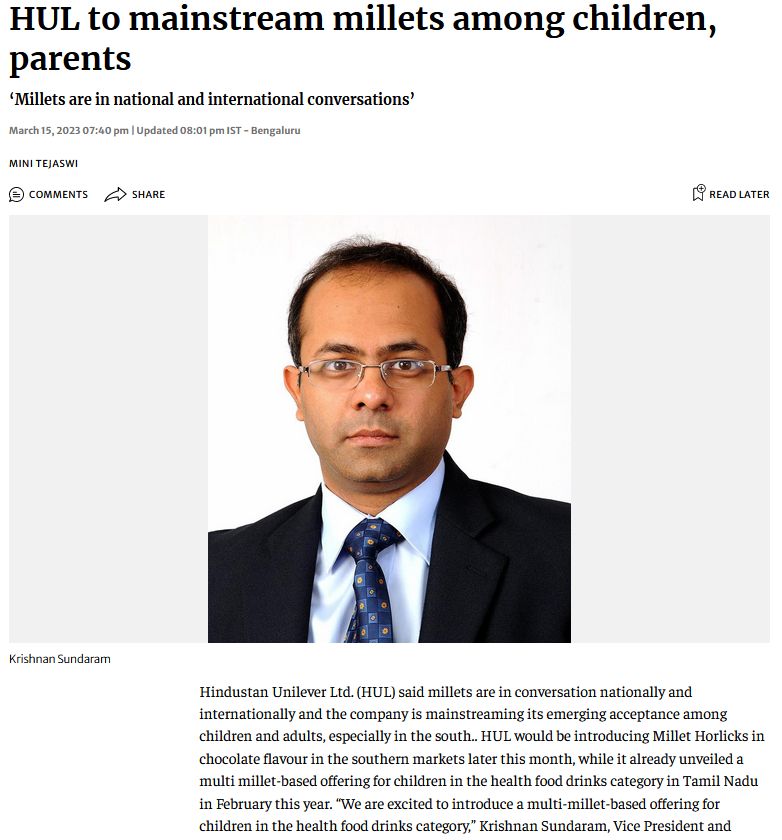 HUL to mainstream millets among children,
parents
‘Millets are in national and international conversations’
March 15, 2023 07:40 pm | Updated 08:01 pm IST - Bengaluru
MINI TEJASWI
COMMENTS SHARE READ LATER
Krishnan Sundaram
Hindustan Unilever Ltd. (HUL) said millets are in conversation nationally and
internationally and the company is mainstreaming its emerging acceptance among
children and adults, especially in the south.. HUL would be introducing Millet Horlicks in
chocolate flavour in the southern markets later this month, while it already unveiled a
multi millet-based offering for children in the health food drinks category in Tamil Nadu
in February this year. “We are excited to introduce a multi-millet-based offering for
children in the health food drinks category,” Krishnan Sundaram, Vice President and